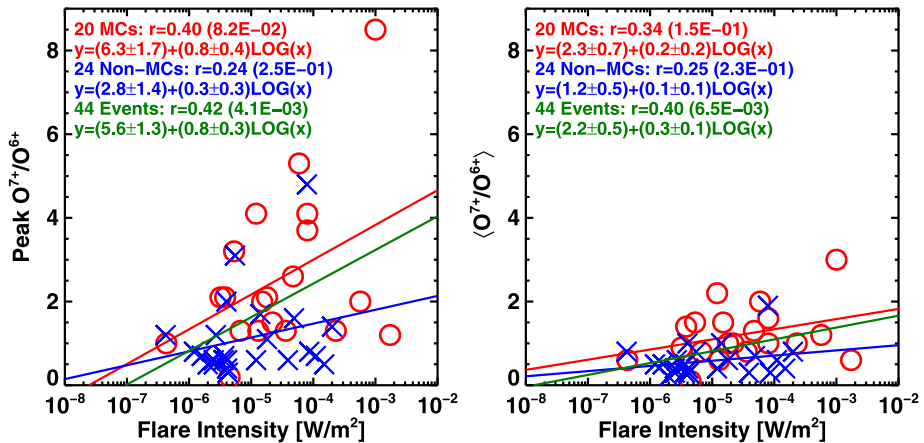 20 MCs: r=0.40 (8.2E−02)
y=(6.3±1.7)+(0.8±0.4)LOG(x)
24 Non−MCs: r=0.24 (2.5E−01)
y=(2.8±1.4)+(0.3±0.3)LOG(x)
44 Events: r=0.42 (4.1E−03)
y=(5.6±1.3)+(0.8±0.3)LOG(x)
8
6
4
2
0
Peak O⁷⁺/O⁶⁺
10⁻⁸ 10⁻⁷ 10⁻⁶ 10⁻⁵ 10⁻⁴ 10⁻³ 10⁻²
Flare Intensity [W/m²]
20 MCs: r=0.34 (1.5E−01)
y=(2.3±0.7)+(0.2±0.2)LOG(x)
24 Non−MCs: r=0.25 (2.3E−01)
y=(1.2±0.5)+(0.1±0.1)LOG(x)
44 Events: r=0.40 (6.5E−03)
y=(2.2±0.5)+(0.3±0.1)LOG(x)
8
6
4
2
0
⟨O⁷⁺/O⁶⁺⟩
10⁻⁸ 10⁻⁷ 10⁻⁶ 10⁻⁵ 10⁻⁴ 10⁻³ 10⁻²
Flare Intensity [W/m²]